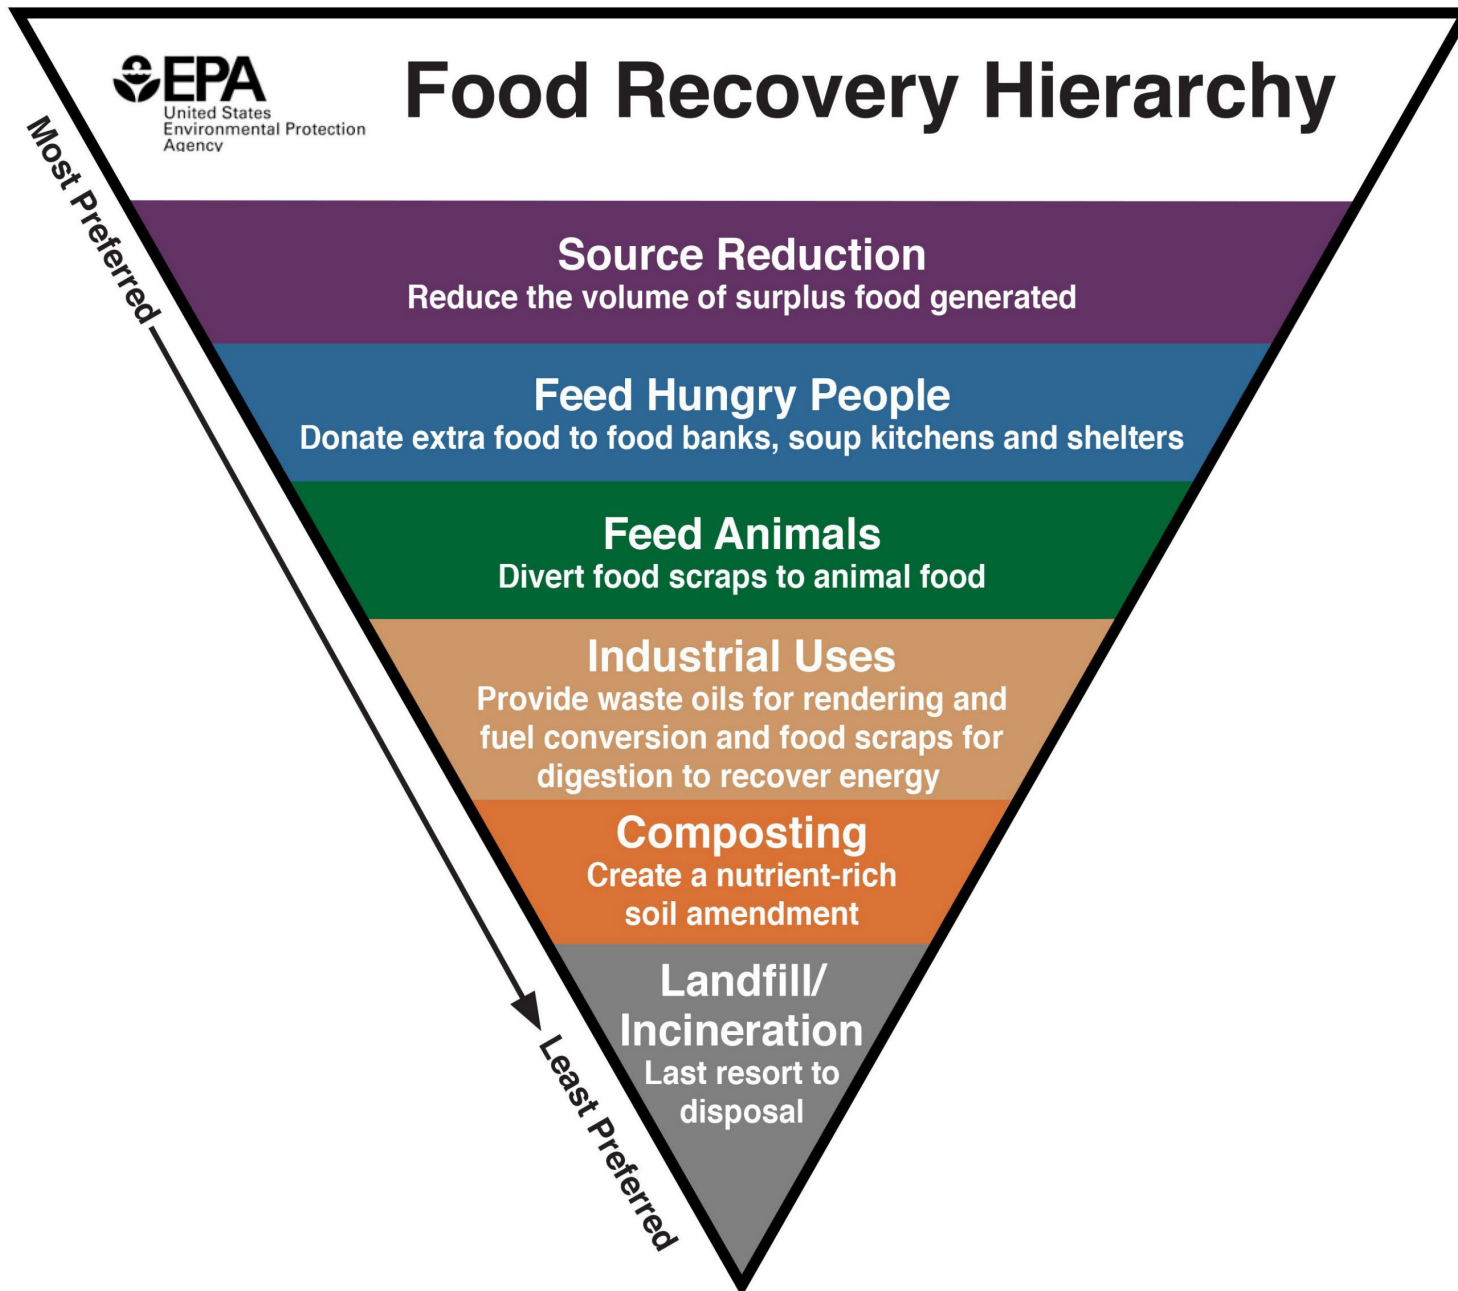 EPA
United States
Environmental Protection
Agency
Food Recovery Hierarchy
Most Preferred
Source Reduction
Reduce the volume of surplus food generated
Feed Hungry People
Donate extra food to food banks, soup kitchens and shelters
Feed Animals
Divert food scraps to animal food
Industrial Uses
Provide waste oils for rendering and
fuel conversion and food scraps for
digestion to recover energy
Composting
Create a nutrient-rich
soil amendment
Landfill/
Incineration
Last resort to
disposal
Least Preferred